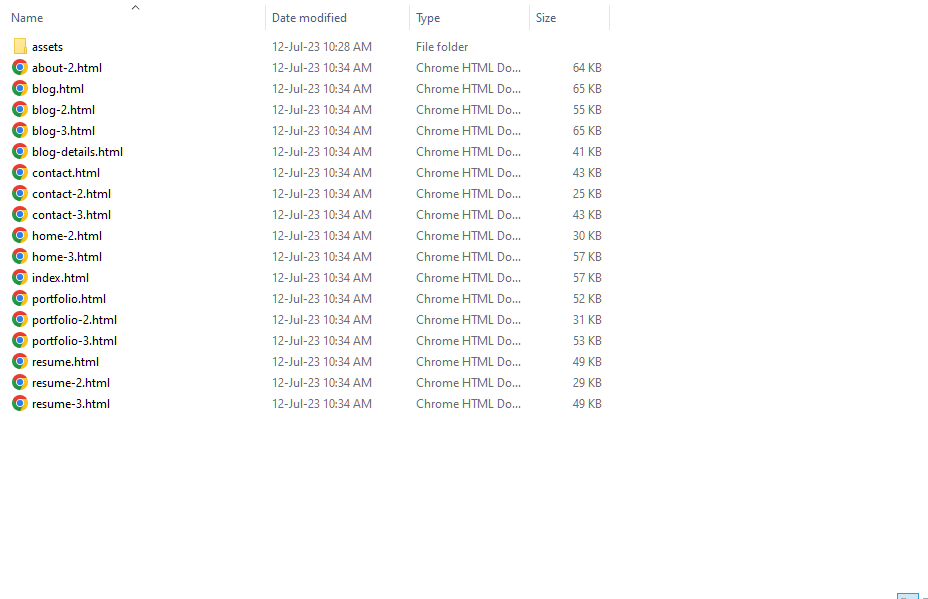 Name Date modified Type Size
assets 12-Jul-23 10:28 AM File folder
about-2.html 12-Jul-23 10:34 AM Chrome HTML Do... 64 KB
blog.html 12-Jul-23 10:34 AM Chrome HTML Do... 65 KB
blog-2.html 12-Jul-23 10:34 AM Chrome HTML Do... 55 KB
blog-3.html 12-Jul-23 10:34 AM Chrome HTML Do... 65 KB
blog-details.html 12-Jul-23 10:34 AM Chrome HTML Do... 41 KB
contact.html 12-Jul-23 10:34 AM Chrome HTML Do... 43 KB
contact-2.html 12-Jul-23 10:34 AM Chrome HTML Do... 25 KB
contact-3.html 12-Jul-23 10:34 AM Chrome HTML Do... 43 KB
home-2.html 12-Jul-23 10:34 AM Chrome HTML Do... 30 KB
home-3.html 12-Jul-23 10:34 AM Chrome HTML Do... 57 KB
index.html 12-Jul-23 10:34 AM Chrome HTML Do... 57 KB
portfolio.html 12-Jul-23 10:34 AM Chrome HTML Do... 52 KB
portfolio-2.html 12-Jul-23 10:34 AM Chrome HTML Do... 31 KB
portfolio-3.html 12-Jul-23 10:34 AM Chrome HTML Do... 53 KB
resume.html 12-Jul-23 10:34 AM Chrome HTML Do... 49 KB
resume-2.html 12-Jul-23 10:34 AM Chrome HTML Do... 29 KB
resume-3.html 12-Jul-23 10:34 AM Chrome HTML Do... 49 KB